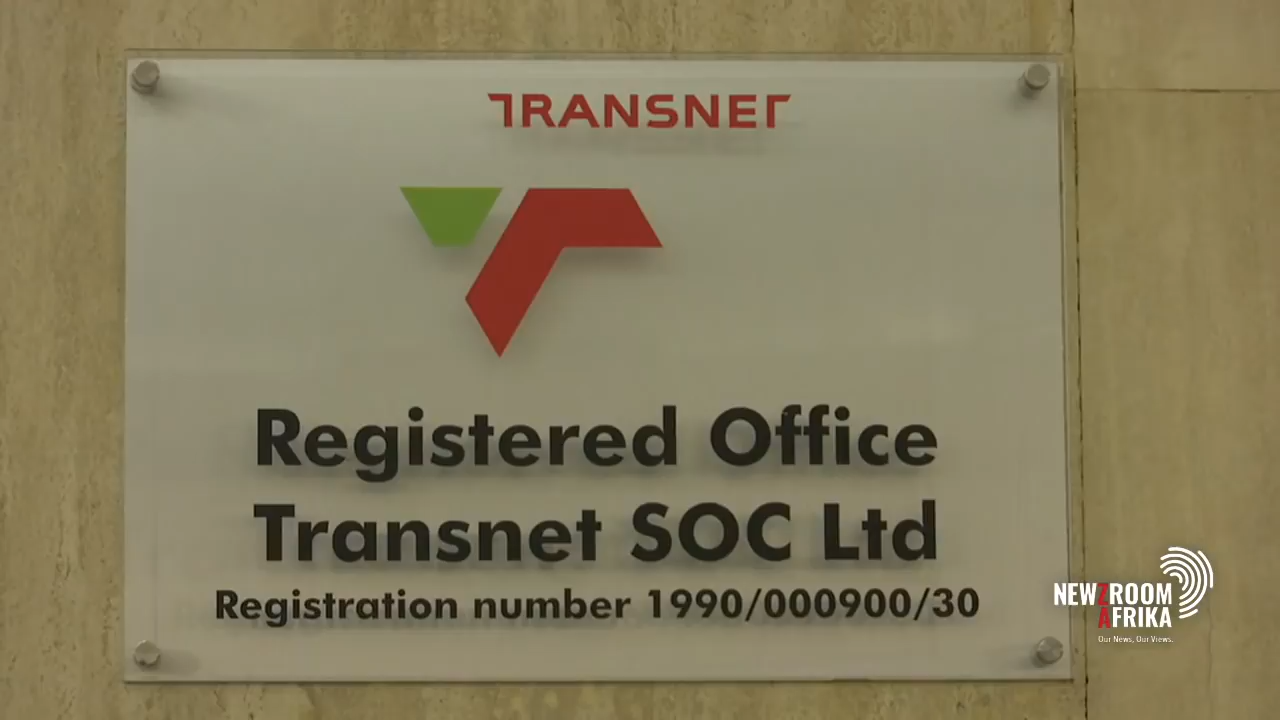 TRANSNET
Registered Office
Transnet SOC Ltd
Registration number 1990/000900/30
NEWZROOM
AFRIKA
Our News, Our Views.